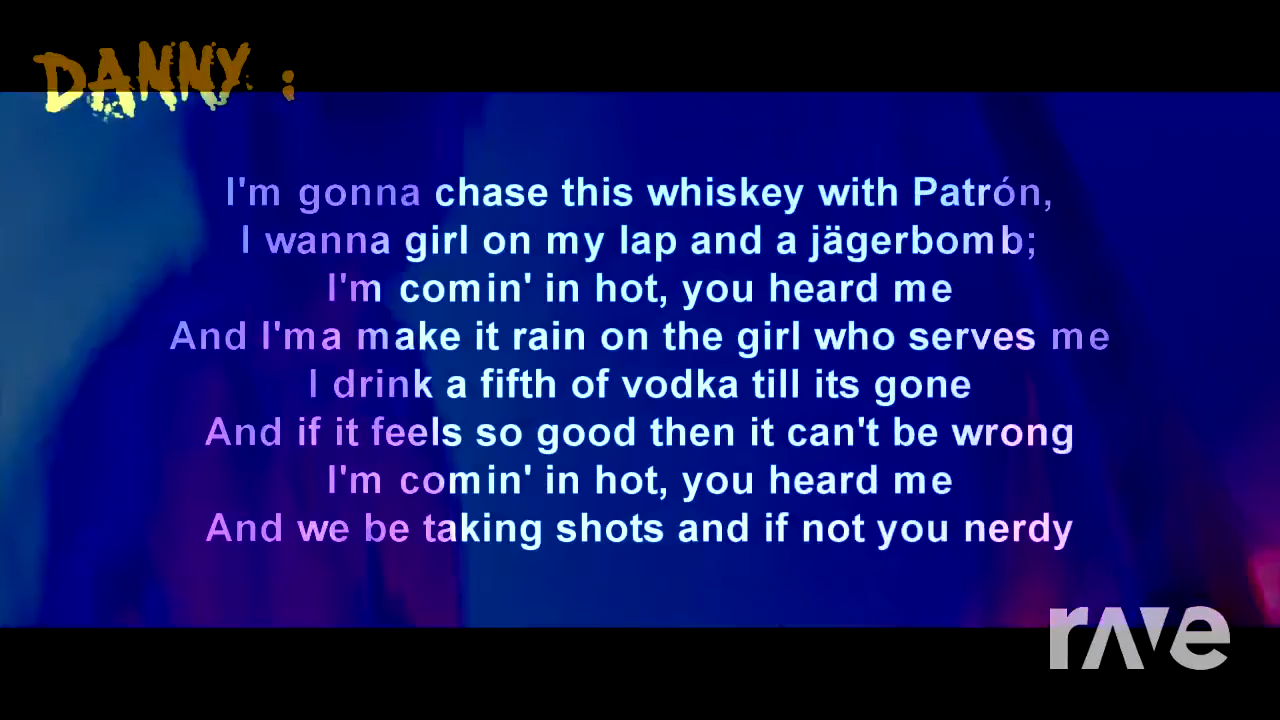 DANNY :
I'm gonna chase this whiskey with Patrón,
I wanna girl on my lap and a jägerbomb;
I'm comin' in hot, you heard me
And I'ma make it rain on the girl who serves me
I drink a fifth of vodka till its gone
And if it feels so good then it can't be wrong
I'm comin' in hot, you heard me
And we be taking shots and if not you nerdy
rave